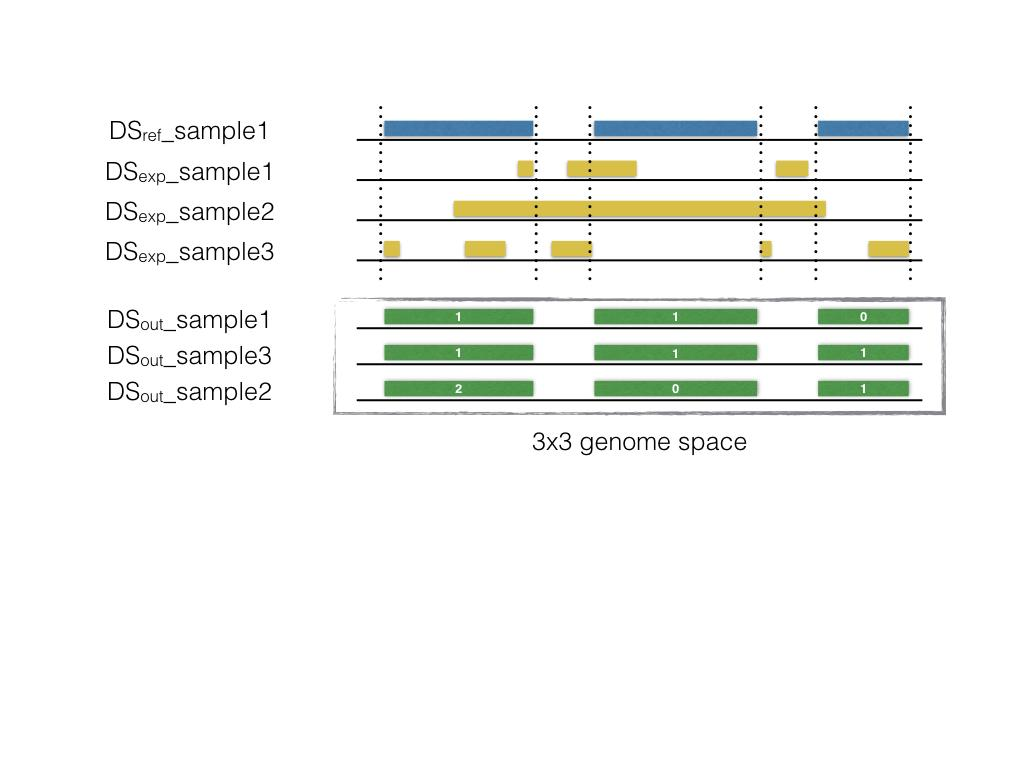 DSref_sample1
DSexp_sample1
DSexp_sample2
DSexp_sample3
DSout_sample1 1 1 0
DSout_sample3 1 1 1
DSout_sample2 2 0 1
3x3 genome space